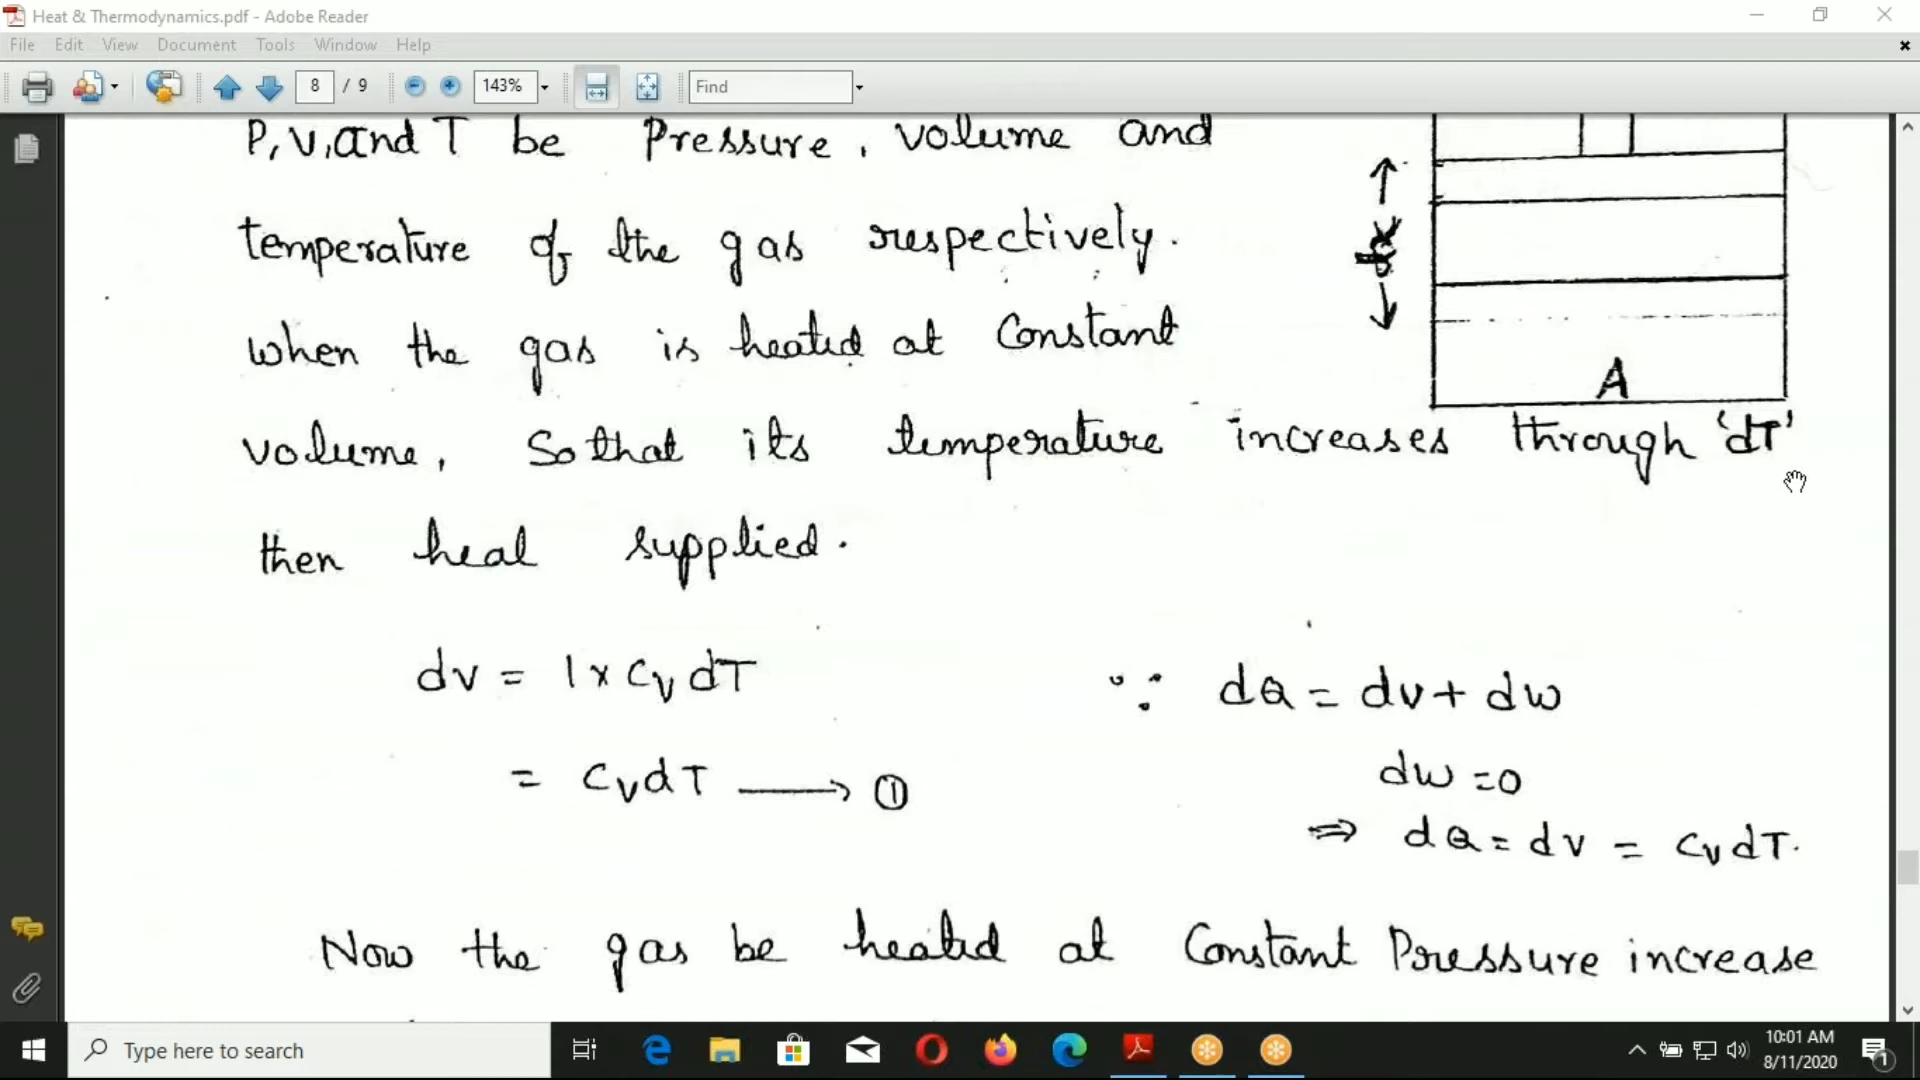 Heat & Thermodynamics.pdf - Adobe Reader
File Edit View Document Tools Window Help
8 / 9 143% Find
P, V, and T be Pressure, volume and
temperature of the gas respectively.
when the gas is heated at Constant
A
volume, So that its temperature increases through 'dT'
then heal supplied.
dv = 1 x CvdT
∵ dQ = dv + dw
dw = 0
= CvdT ⟶ ①
⇒ dQ = dv = CvdT.
Now the gas be heated at Constant Pressure increase
Type here to search
10:01 AM
8/11/2020
1